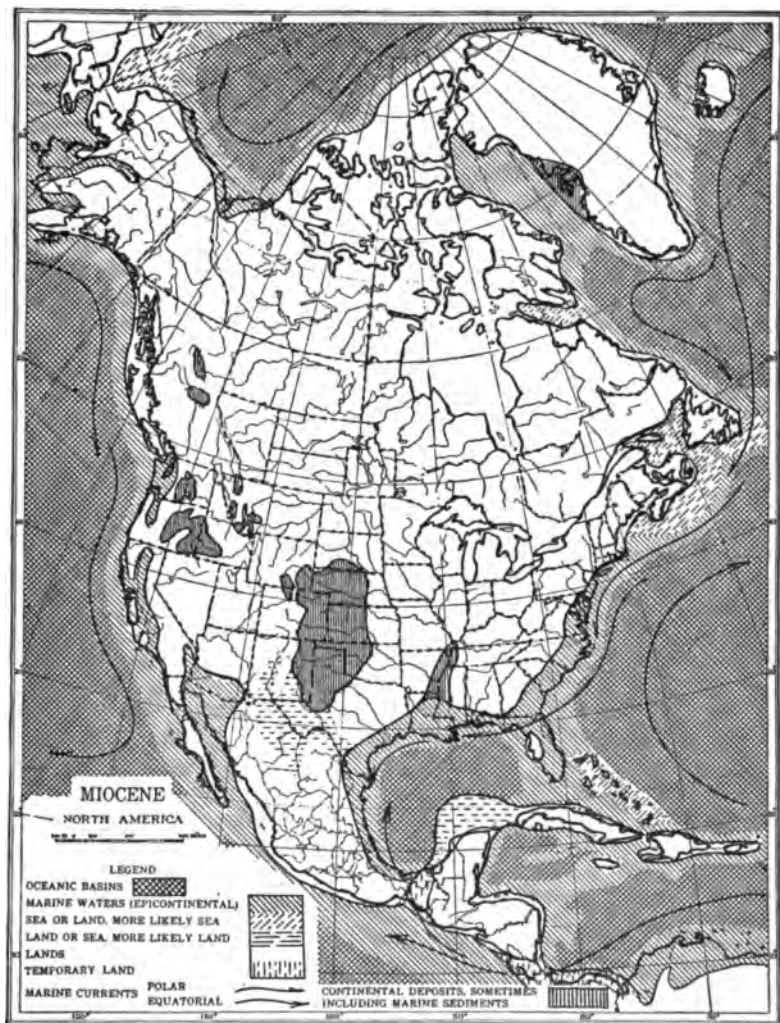 MIOCENE
NORTH AMERICA
LEGEND
OCEANIC BASINS
MARINE WATERS (EPICONTINENTAL)
SEA OR LAND, MORE LIKELY SEA
LAND OR SEA, MORE LIKELY LAND
LANDS
TEMPORARY LAND
MARINE CURRENTS POLAR
EQUATORIAL
CONTINENTAL DEPOSITS, SOMETIMES
INCLUDING MARINE SEDIMENTS